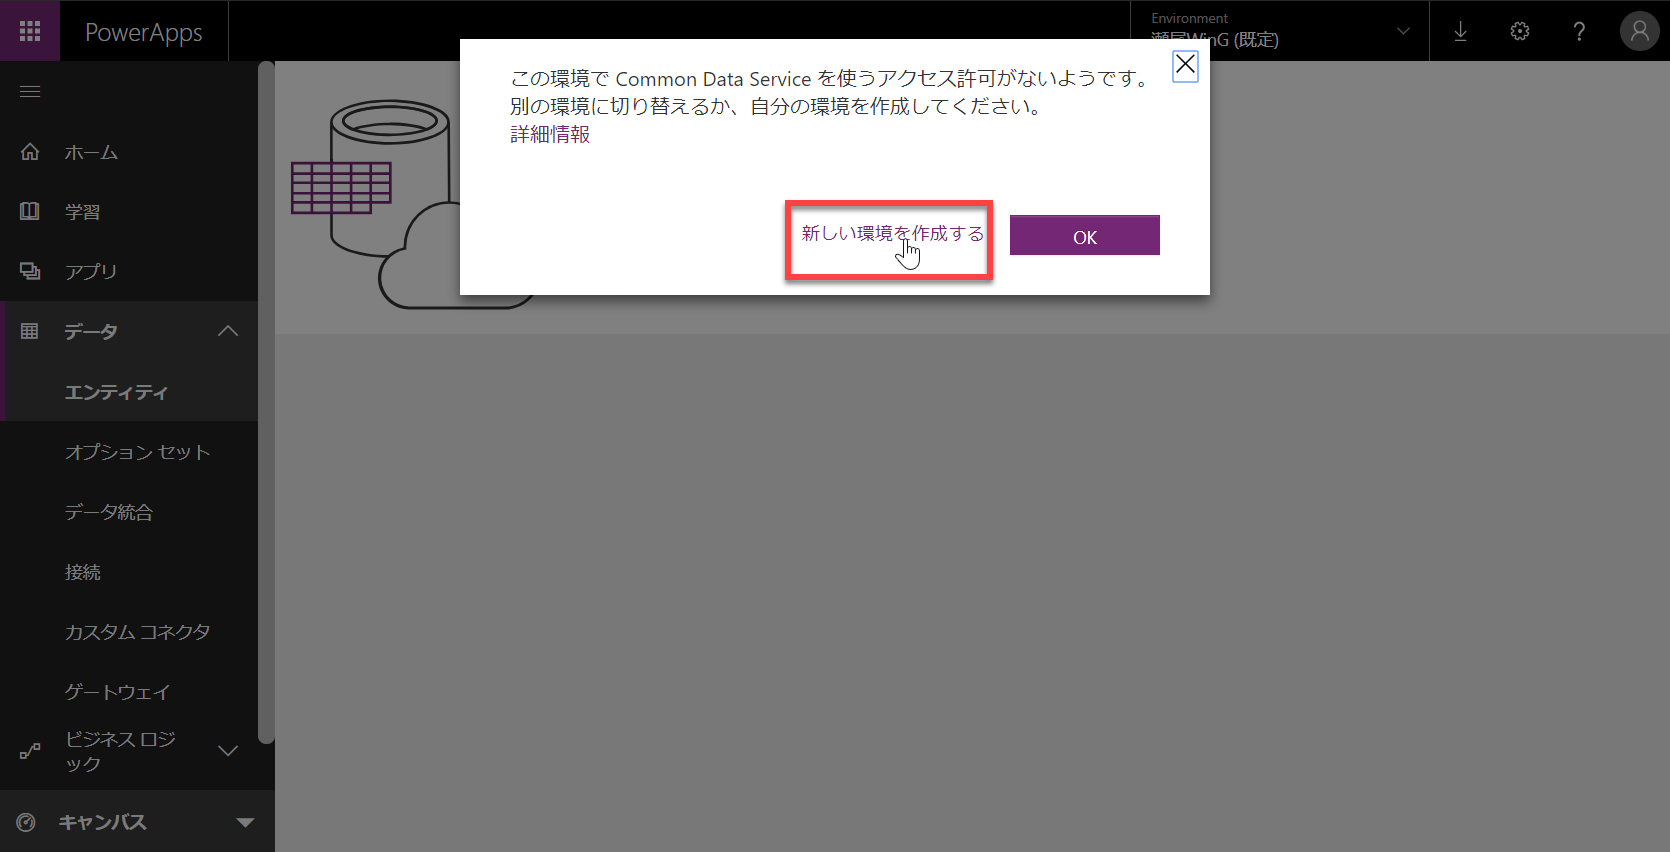 PowerApps
Environment
瀬尾WinG (既定)
この環境で Common Data Service を使うアクセス許可がないようです。
別の環境に切り替えるか、自分の環境を作成してください。
詳細情報
新しい環境を作成する
OK
ホーム
学習
アプリ
データ
エンティティ
オプション セット
データ統合
接続
カスタム コネクタ
ゲートウェイ
ビジネス ロジ
ック
キャンバス